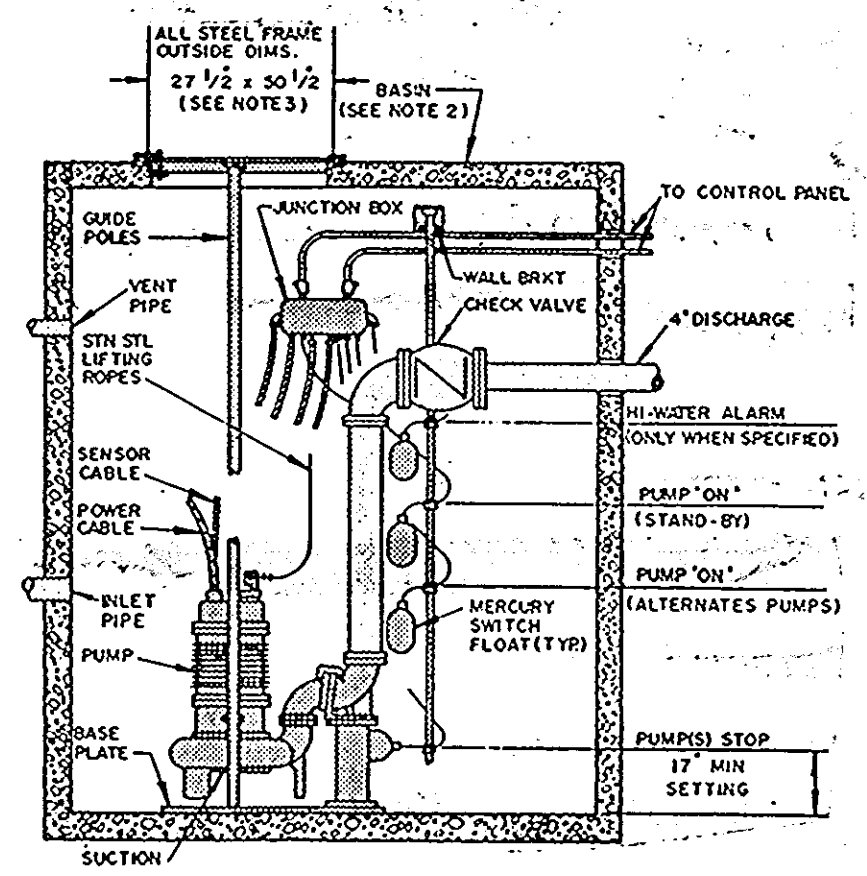 ALL STEEL FRAME
OUTSIDE DIMS.
27 1/2" x 50 1/2"
(SEE NOTE 3)
BASIN
(SEE NOTE 2)
TO CONTROL PANEL
JUNCTION BOX
GUIDE
POLES
WALL BRKT
CHECK VALVE
VENT
PIPE
4" DISCHARGE
STN STL
LIFTING
ROPES
HI-WATER ALARM
(ONLY WHEN SPECIFIED)
SENSOR
CABLE
PUMP "ON"
(STAND-BY)
POWER
CABLE
PUMP "ON"
(ALTERNATES PUMPS)
INLET
PIPE
MERCURY
SWITCH
FLOAT (TYP.)
PUMP
BASE
PLATE
PUMP(S) STOP
17" MIN
SETTING
SUCTION